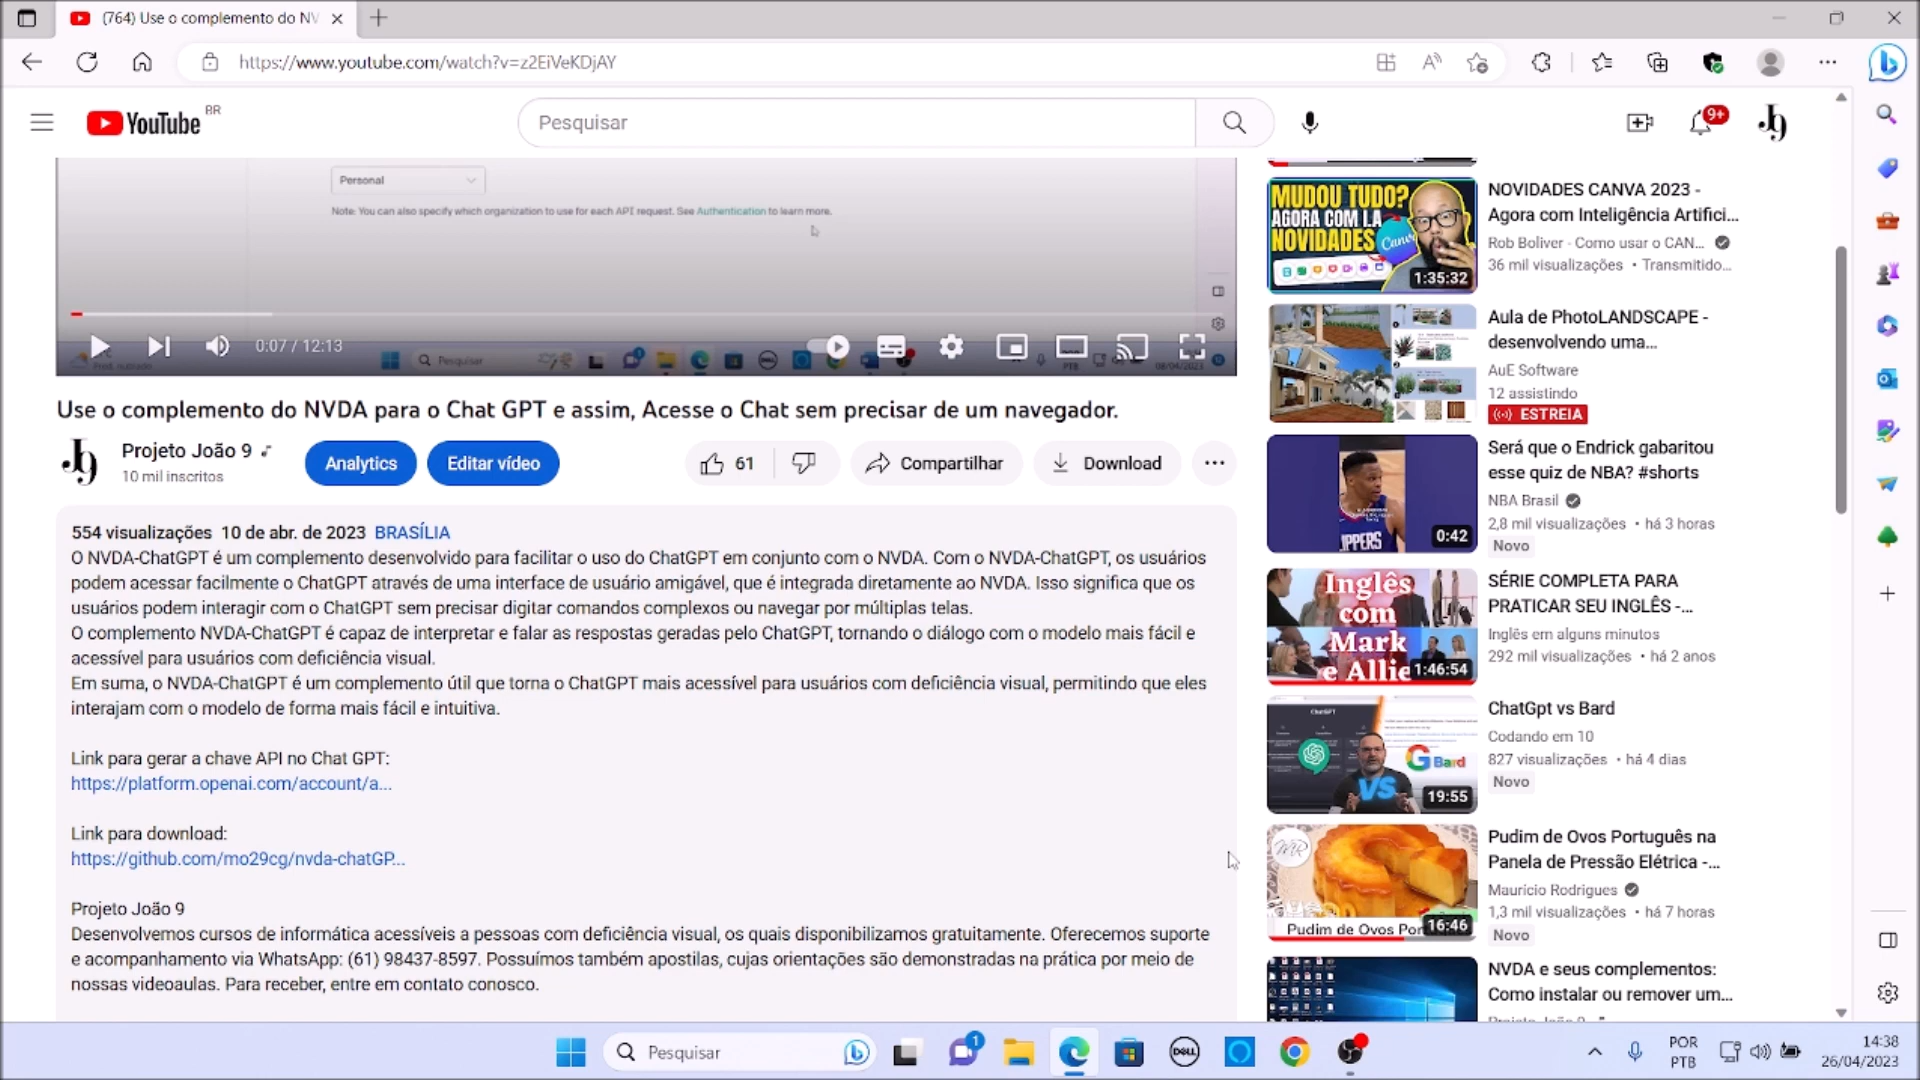 (764) Use o complemento do NV
https://www.youtube.com/watch?v=z2EiVeKDjAY
YouTube
BR
Pesquisar
9+
Personal
Note: You can also specify which organization to use for each API request. See Authentication to learn more.
0:07 / 12:13
Pesquisar
PTB
08/04/2023
Use o complemento do NVDA para o Chat GPT e assim, Acesse o Chat sem precisar de um navegador.
Projeto João 9
10 mil inscritos
Analytics
Editar vídeo
61
Compartilhar
Download
554 visualizações 10 de abr. de 2023 BRASÍLIA
O NVDA-ChatGPT é um complemento desenvolvido para facilitar o uso do ChatGPT em conjunto com o NVDA. Com o NVDA-ChatGPT, os usuários
podem acessar facilmente o ChatGPT através de uma interface de usuário amigável, que é integrada diretamente ao NVDA. Isso significa que os
usuários podem interagir com o ChatGPT sem precisar digitar comandos complexos ou navegar por múltiplas telas.
O complemento NVDA-ChatGPT é capaz de interpretar e falar as respostas geradas pelo ChatGPT, tornando o diálogo com o modelo mais fácil e
acessível para usuários com deficiência visual.
Em suma, o NVDA-ChatGPT é um complemento útil que torna o ChatGPT mais acessível para usuários com deficiência visual, permitindo que eles
interajam com o modelo de forma mais fácil e intuitiva.
Link para gerar a chave API no Chat GPT:
https://platform.openai.com/account/a...
Link para download:
https://github.com/mo29cg/nvda-chatGP...
Projeto João 9
Desenvolvemos cursos de informática acessíveis a pessoas com deficiência visual, os quais disponibilizamos gratuitamente. Oferecemos suporte
e acompanhamento via WhatsApp: (61) 98437-8597. Possuímos também apostilas, cujas orientações são demonstradas na prática por meio de
nossas videoaulas. Para receber, entre em contato conosco.
MUDOU TUDO?
AGORA COM I.A
NOVIDADES
Canva
1:35:32
NOVIDADES CANVA 2023 -
Agora com Inteligência Artifici...
Rob Boliver - Como usar o CAN...
36 mil visualizações • Transmitido...
Aula de PhotoLANDSCAPE -
desenvolvendo uma...
AuE Software
12 assistindo
ESTREIA
0:42
Será que o Endrick gabaritou
esse quiz de NBA? #shorts
NBA Brasil
2,8 mil visualizações • há 3 horas
Novo
Inglês
com
Mark
e Allie
1:46:54
SÉRIE COMPLETA PARA
PRATICAR SEU INGLÊS -...
Inglês em alguns minutos
292 mil visualizações • há 2 anos
ChatGPT
Bard
VS
19:55
ChatGpt vs Bard
Codando em 10
827 visualizações • há 4 dias
Novo
MR
Pudim de Ovos Por
16:46
Pudim de Ovos Português na
Panela de Pressão Elétrica -...
Maurício Rodrigues
1,3 mil visualizações • há 7 horas
Novo
NVDA e seus complementos:
Como instalar ou remover um...
Projeto João 9
Pesquisar
1
DELL
POR
PTB
14:38
26/04/2023